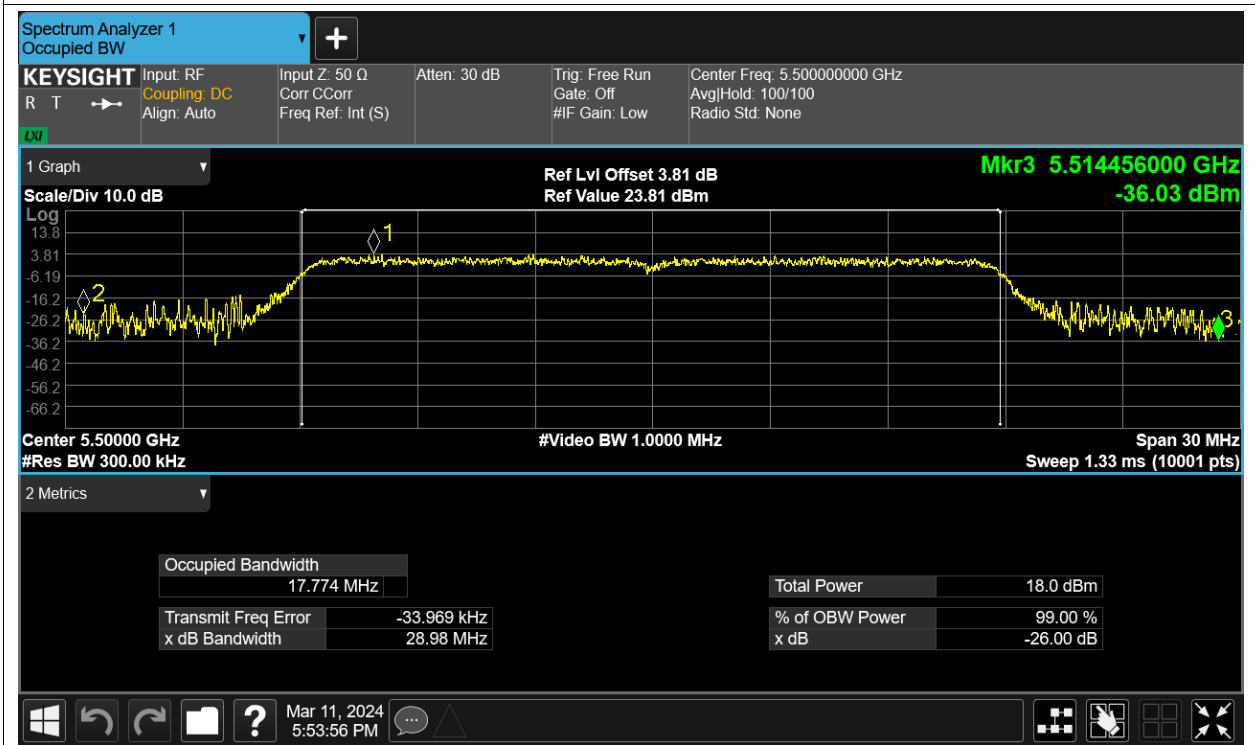 Spectrum Analyzer 1
Occupied BW
KEYSIGHT
R T
LXI
Input: RF
Coupling: DC
Align: Auto
Input Z: 50 Ω
Corr CCorr
Freq Ref: Int (S)
Atten: 30 dB
Trig: Free Run
Gate: Off
#IF Gain: Low
Center Freq: 5.500000000 GHz
Avg|Hold: 100/100
Radio Std: None
1 Graph
Scale/Div 10.0 dB
Ref Lvl Offset 3.81 dB
Ref Value 23.81 dBm
Mkr3 5.514456000 GHz
-36.03 dBm
Log
13.8
3.81
-6.19
-16.2
-26.2
-36.2
-46.2
-56.2
-66.2
1
2
3
Center 5.50000 GHz
#Video BW 1.0000 MHz
Span 30 MHz
#Res BW 300.00 kHz
Sweep 1.33 ms (10001 pts)
2 Metrics
Occupied Bandwidth
17.774 MHz
Total Power 18.0 dBm
Transmit Freq Error -33.969 kHz
% of OBW Power 99.00 %
x dB Bandwidth 28.98 MHz
x dB -26.00 dB
?
Mar 11, 2024
5:53:56 PM